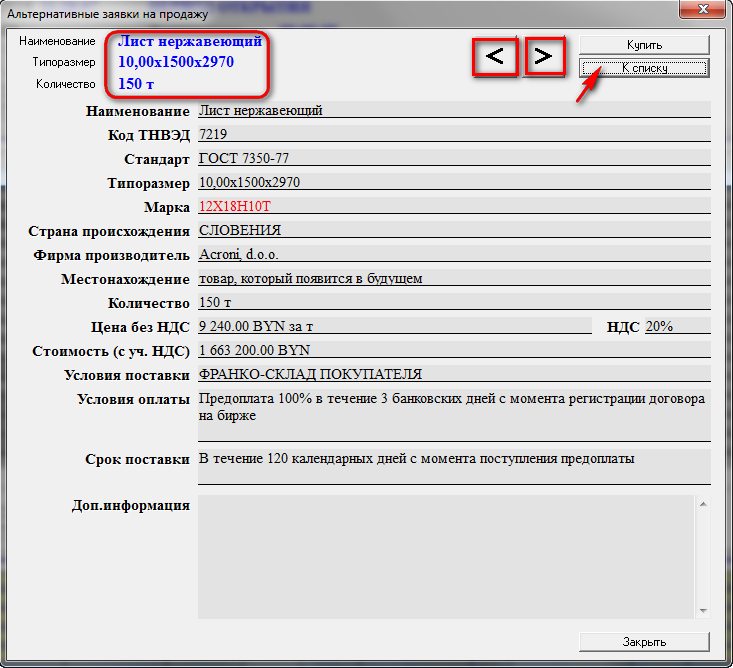 Альтернативные заявки на продажу
Наименование Лист нержавеющий
Типоразмер 10,00х1500х2970
Количество 150 т
< >
Купить
К списку
Наименование Лист нержавеющий
Код ТНВЭД 7219
Стандарт ГОСТ 7350-77
Типоразмер 10,00х1500х2970
Марка 12Х18Н10Т
Страна происхождения СЛОВЕНИЯ
Фирма производитель Acroni, d.o.o.
Местонахождение товар, который появится в будущем
Количество 150 т
Цена без НДС 9 240.00 BYN за т НДС 20%
Стоимость (с уч. НДС) 1 663 200.00 BYN
Условия поставки ФРАНКО-СКЛАД ПОКУПАТЕЛЯ
Условия оплаты Предоплата 100% в течение 3 банковских дней с момента регистрации договора
на бирже
Срок поставки В течение 120 календарных дней с момента поступления предоплаты
Доп.информация
Закрыть